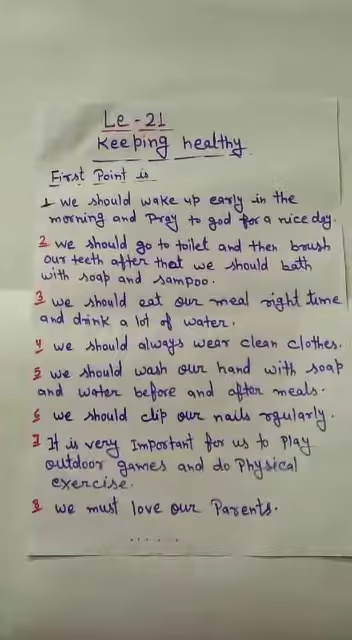 Le - 21
Keeping healthy
First Point is
1 we should wake up early in the
morning and Pray to god for a nice day.
2 we should go to toilet and then brush
our teeth after that we should bath
with soap and sampoo.
3 we should eat our meal right time
and drink a lot of water.
4 we should always wear clean clothes.
5 we should wash our hand with soap
and water before and after meals.
6 we should clip our nails rgularly.
7 It is very Important for us to play
outdoor games and do Physical
exercise.
8 we must love our Parents.
......